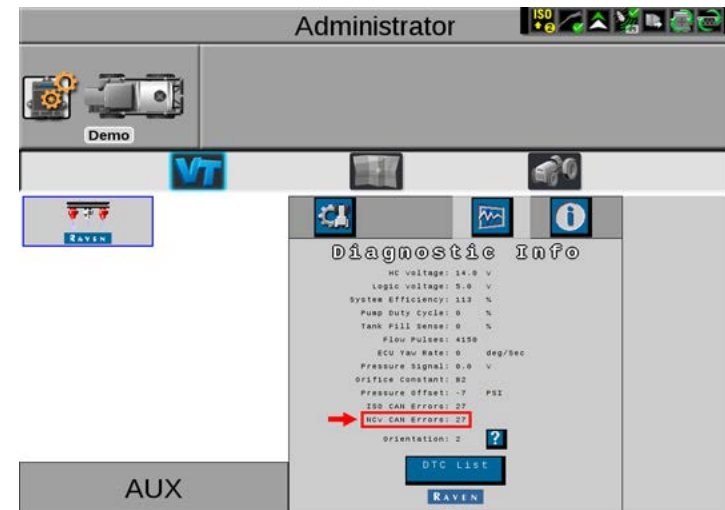 Administrator
ISO
2
Demo
VT
RAVEN
Diagnostic Info
HC Voltage: 14.0 V
Logic Voltage: 5.0 V
System Efficiency: 113 %
Pump Duty Cycle: 0 %
Tank Fill Sense: 0 %
Flow Pulses: 4150
ECU Yaw Rate: 0 deg/Sec
Pressure Signal: 0.0 V
Orifice Constant: 82
Pressure Offset: -7 PSI
ISO CAN Errors: 27
NCV CAN Errors: 27
Orientation: 2
?
DTC List
RAVEN
AUX